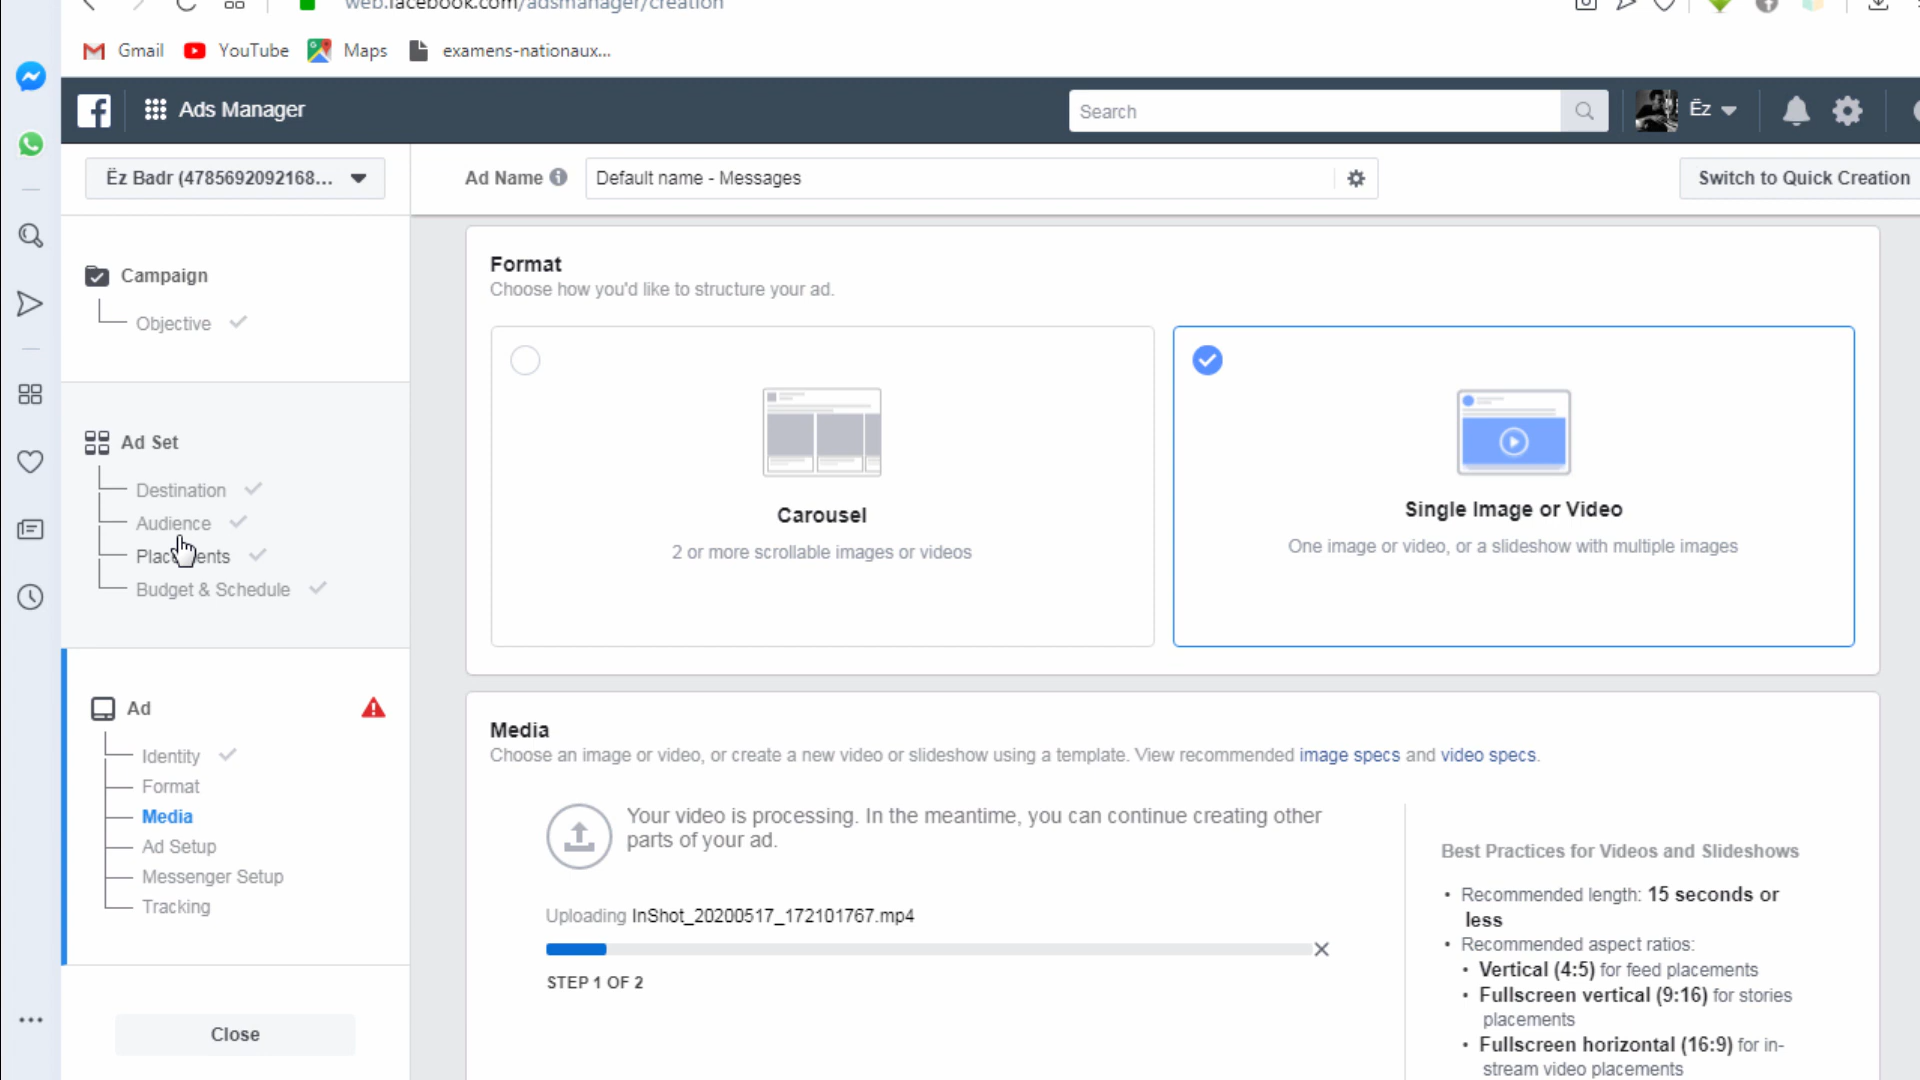 web.facebook.com/adsmanager/creation
Gmail YouTube Maps examens-nationaux...
Ads Manager
Search
Ëz
Ëz Badr (4785692092168...
Ad Name
Default name - Messages
Switch to Quick Creation
Campaign
Objective
Ad Set
Destination
Audience
Placements
Budget & Schedule
Ad
Identity
Format
Media
Ad Setup
Messenger Setup
Tracking
Close
Format
Choose how you'd like to structure your ad.
Carousel
2 or more scrollable images or videos
Single Image or Video
One image or video, or a slideshow with multiple images
Media
Choose an image or video, or create a new video or slideshow using a template. View recommended image specs and video specs.
Your video is processing. In the meantime, you can continue creating other
parts of your ad.
Uploading InShot_20200517_172101767.mp4
STEP 1 OF 2
Best Practices for Videos and Slideshows
• Recommended length: 15 seconds or
less
• Recommended aspect ratios:
• Vertical (4:5) for feed placements
• Fullscreen vertical (9:16) for stories
placements
• Fullscreen horizontal (16:9) for in-
stream video placements